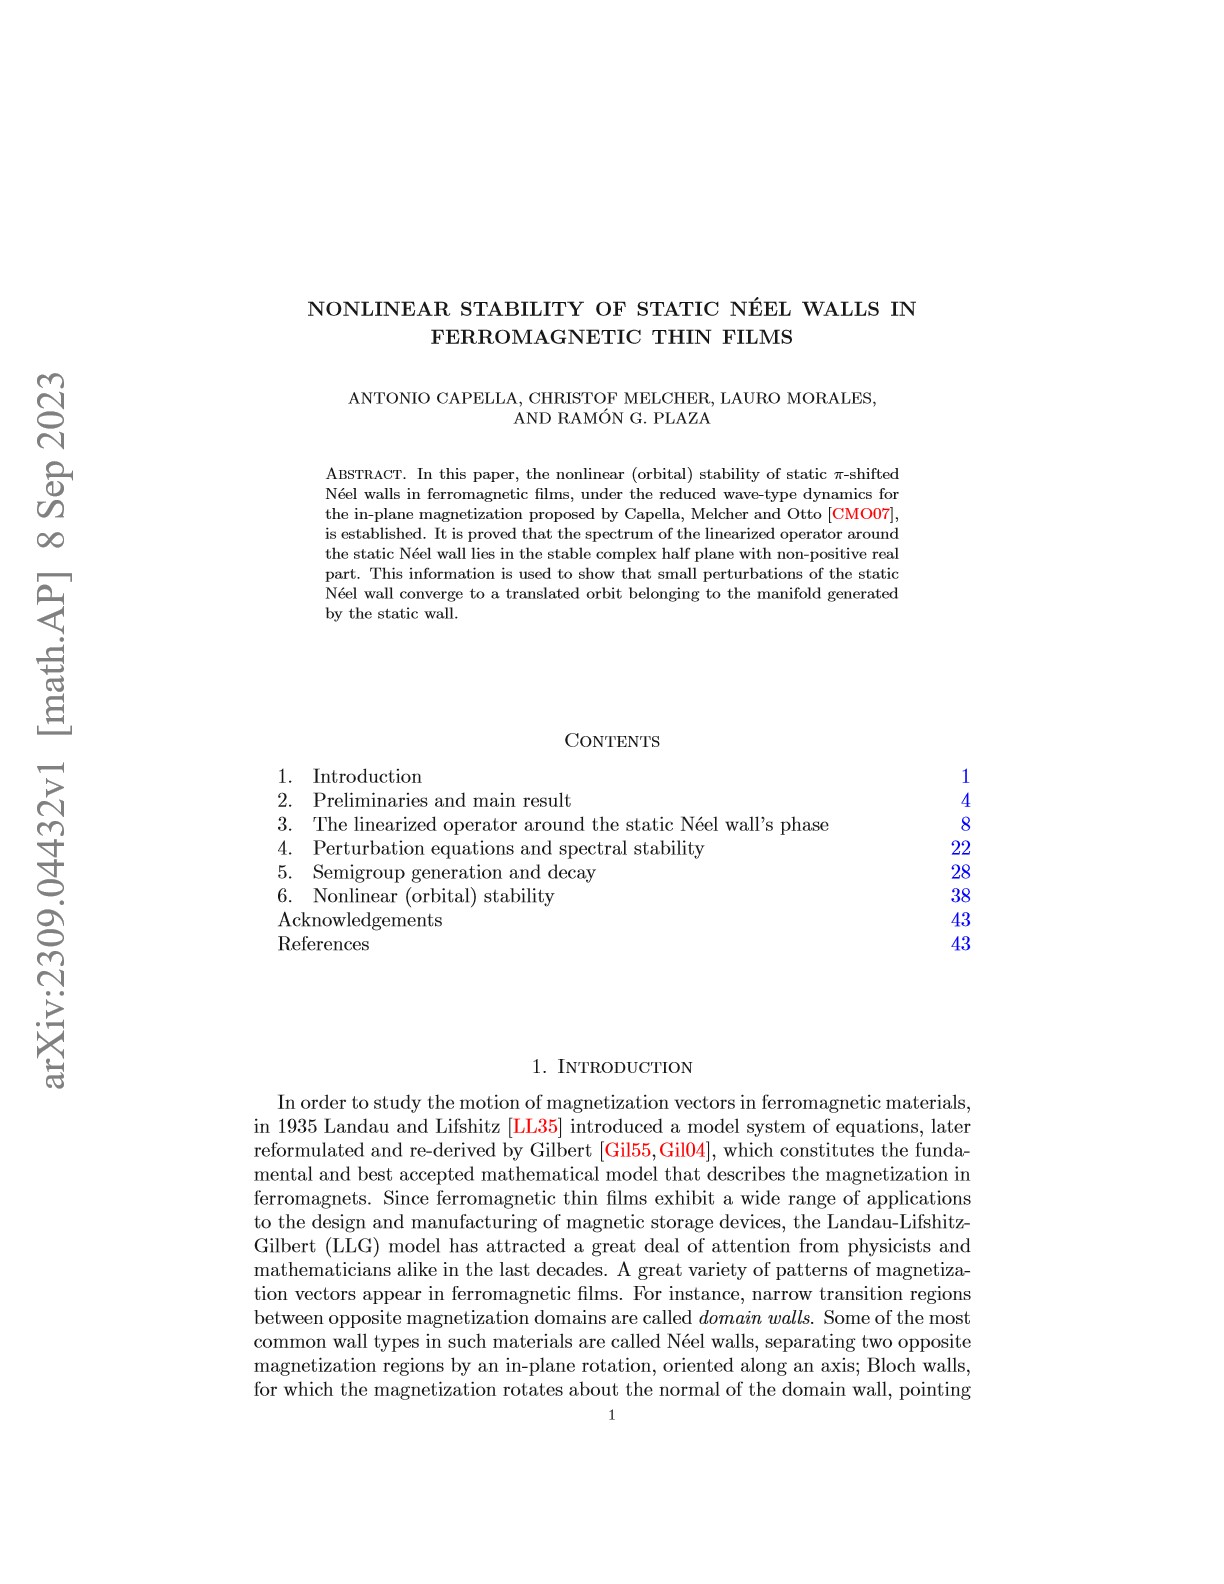 arXiv:2309.04432v1 [math.AP] 8 Sep 2023
NONLINEAR STABILITY OF STATIC NÉEL WALLS IN
FERROMAGNETIC THIN FILMS
ANTONIO CAPELLA, CHRISTOF MELCHER, LAURO MORALES,
AND RAMÓN G. PLAZA
Abstract. In this paper, the nonlinear (orbital) stability of static π-shifted
Néel walls in ferromagnetic films, under the reduced wave-type dynamics for
the in-plane magnetization proposed by Capella, Melcher and Otto [CMO07],
is established. It is proved that the spectrum of the linearized operator around
the static Néel wall lies in the stable complex half plane with non-positive real
part. This information is used to show that small perturbations of the static
Néel wall converge to a translated orbit belonging to the manifold generated
by the static wall.
Contents
1. Introduction 1
2. Preliminaries and main result 4
3. The linearized operator around the static Néel wall's phase 8
4. Perturbation equations and spectral stability 22
5. Semigroup generation and decay 28
6. Nonlinear (orbital) stability 38
Acknowledgements 43
References 43
1. Introduction
In order to study the motion of magnetization vectors in ferromagnetic materials,
in 1935 Landau and Lifshitz [LL35] introduced a model system of equations, later
reformulated and re-derived by Gilbert [Gil55, Gil04], which constitutes the funda-
mental and best accepted mathematical model that describes the magnetization in
ferromagnets. Since ferromagnetic thin films exhibit a wide range of applications
to the design and manufacturing of magnetic storage devices, the Landau-Lifshitz-
Gilbert (LLG) model has attracted a great deal of attention from physicists and
mathematicians alike in the last decades. A great variety of patterns of magnetiza-
tion vectors appear in ferromagnetic films. For instance, narrow transition regions
between opposite magnetization domains are called domain walls. Some of the most
common wall types in such materials are called Néel walls, separating two opposite
magnetization regions by an in-plane rotation, oriented along an axis; Bloch walls,
for which the magnetization rotates about the normal of the domain wall, pointing
1